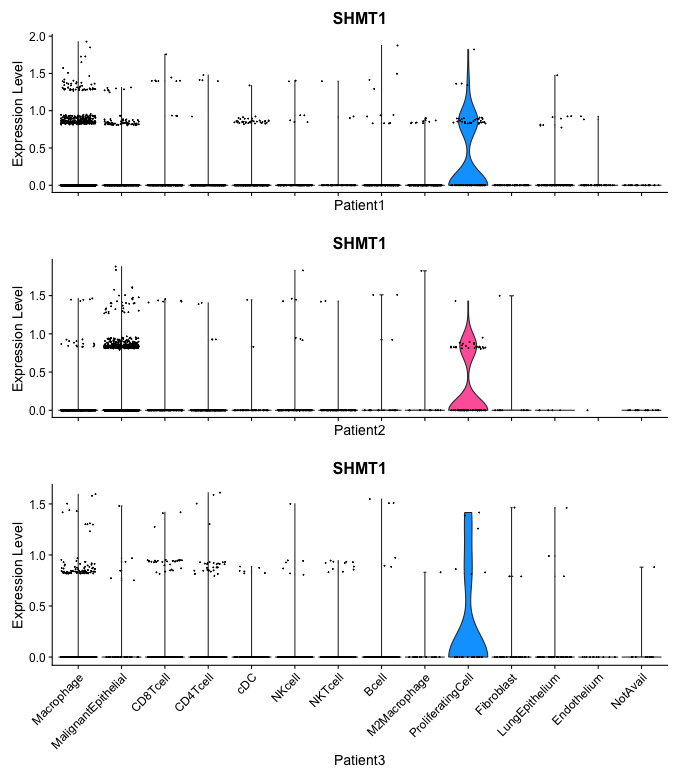 SHMT1
Expression Level
2.0
1.5
1.0
0.5
0.0
Patient1
SHMT1
Expression Level
1.5
1.0
0.5
0.0
Patient2
SHMT1
Expression Level
1.5
1.0
0.5
0.0
Macrophage
MalignantEpithelial
CD8Tcell
CD4Tcell
cDC
NKcell
NKTcell
Bcell
M2Macrophage
ProliferatingCell
Fibroblast
LungEpithelium
Endothelium
NotAvail
Patient3